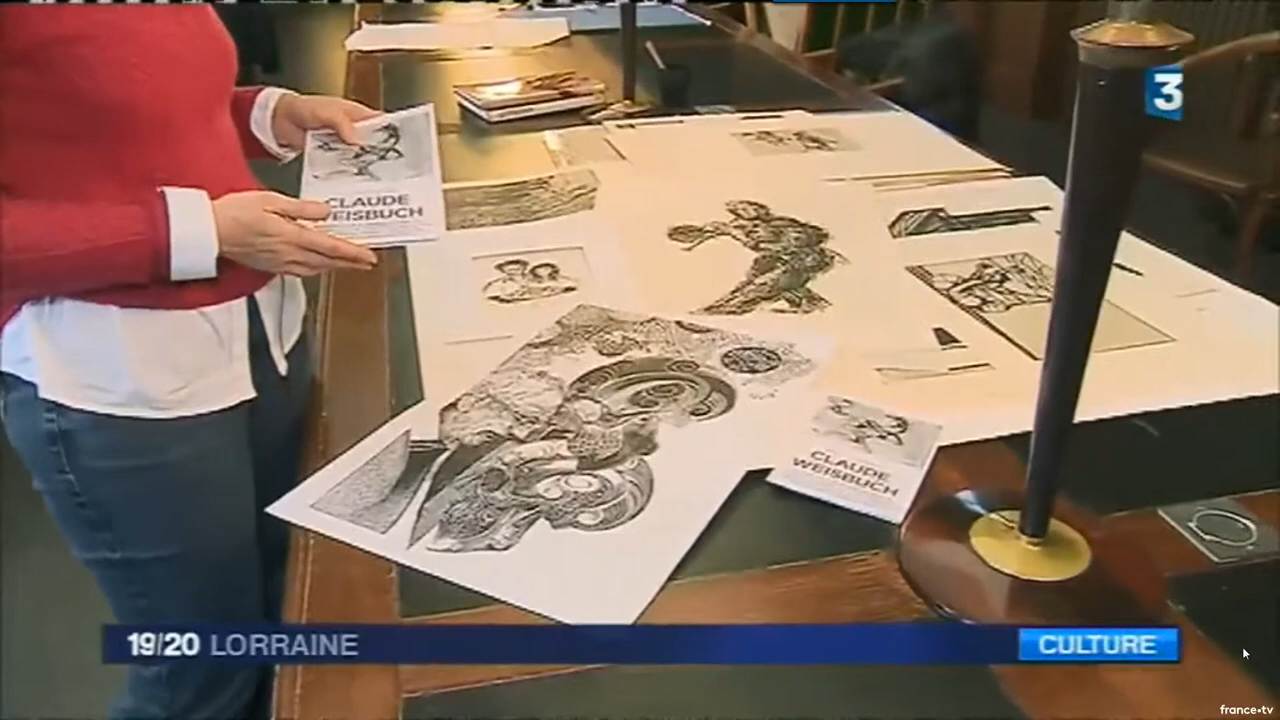 3
CLAUDE
WEISBUCH
CLAUDE
WEISBUCH
19/20 LORRAINE
CULTURE
france•tv